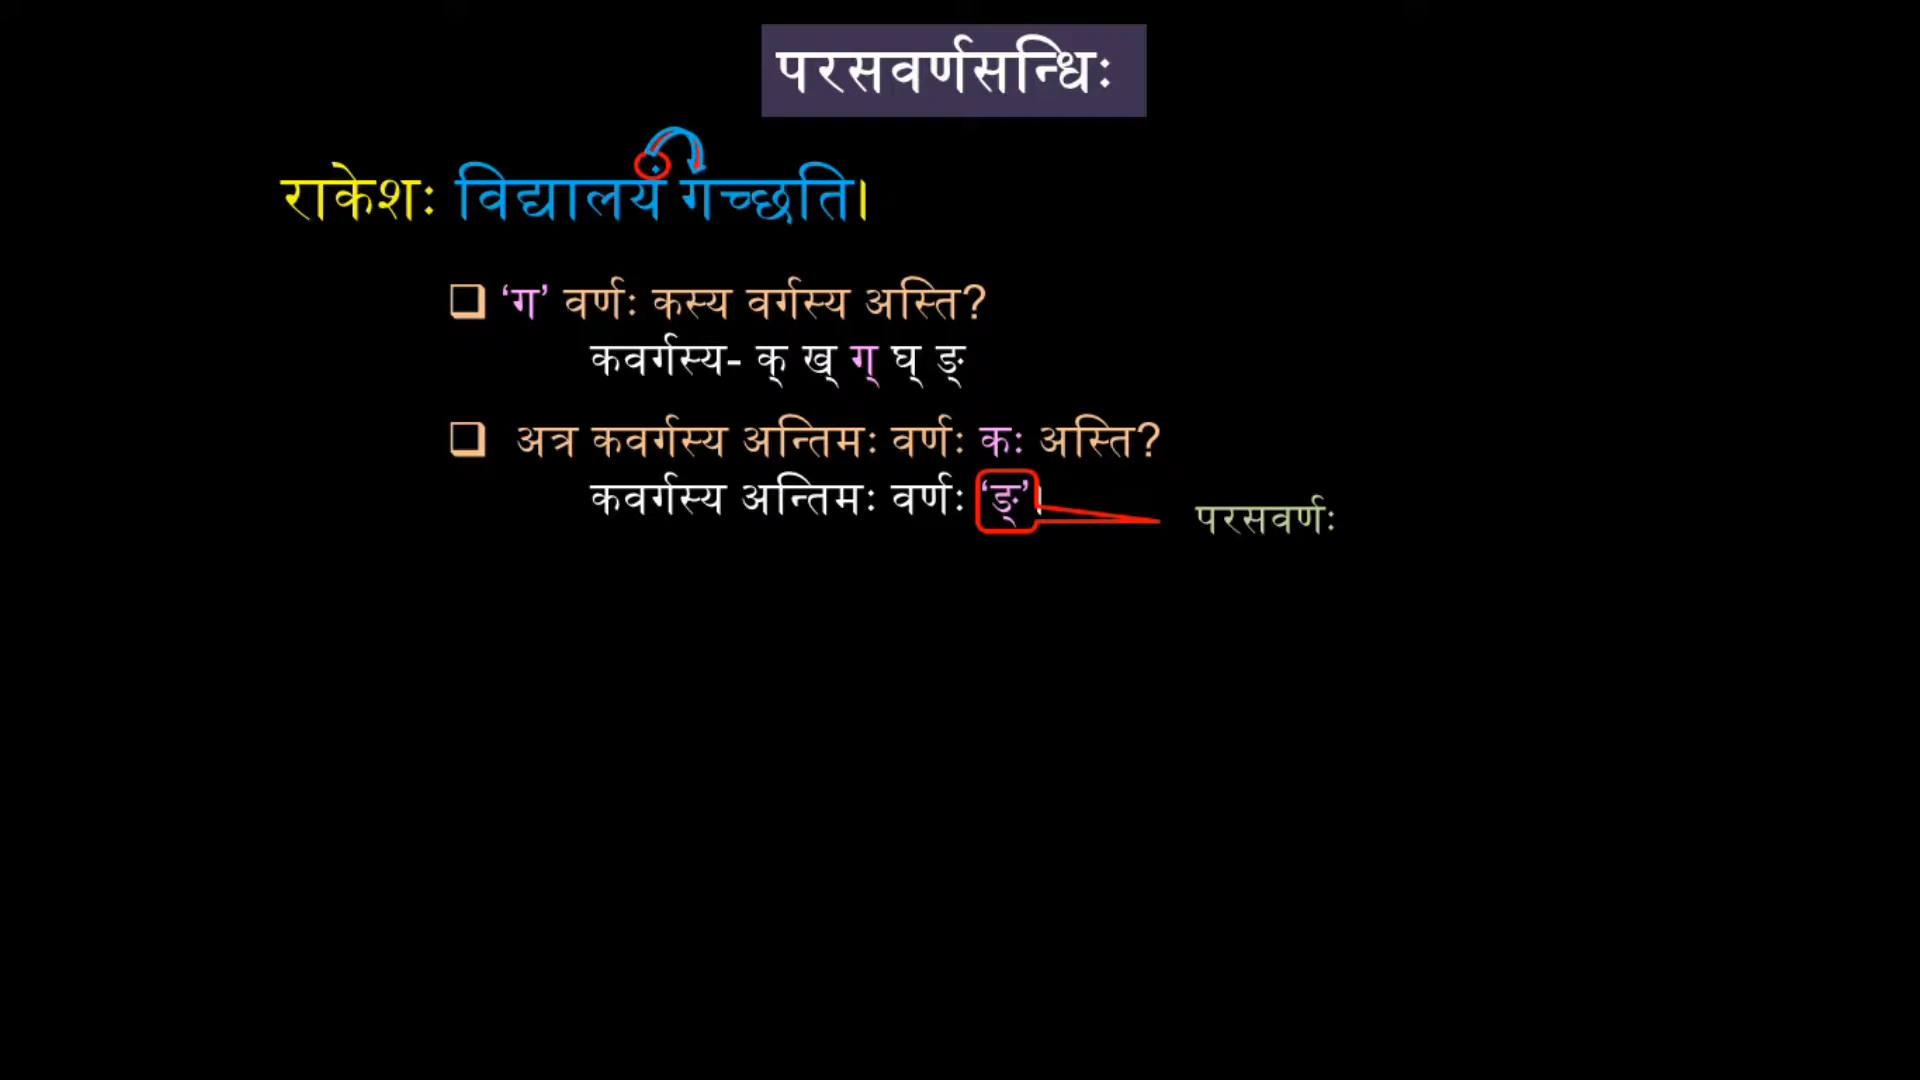 परसवर्णसन्धिः
राकेशः विद्यालयं गच्छति।
‘ग’ वर्णः कस्य वर्गस्य अस्ति?
कवर्गस्य- क् ख् ग् घ् ङ्
अत्र कवर्गस्य अन्तिमः वर्णः कः अस्ति?
कवर्गस्य अन्तिमः वर्णः ‘ङ्’।
परसवर्णः